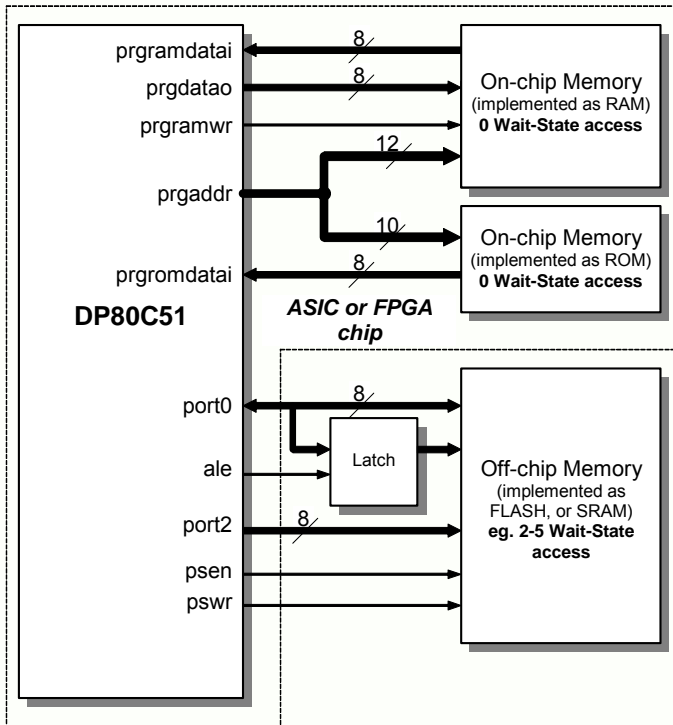 prgramdatai
8
prgdatao
8
prgramwr
12
prgaddr
10
prgromdatai
8
On-chip Memory
(implemented as RAM)
0 Wait-State access
On-chip Memory
(implemented as ROM)
0 Wait-State access
DP80C51
ASIC or FPGA
chip
port0
8
ale
Latch
port2
8
psen
pswr
Off-chip Memory
(implemented as
FLASH, or SRAM)
eg. 2-5 Wait-State
access